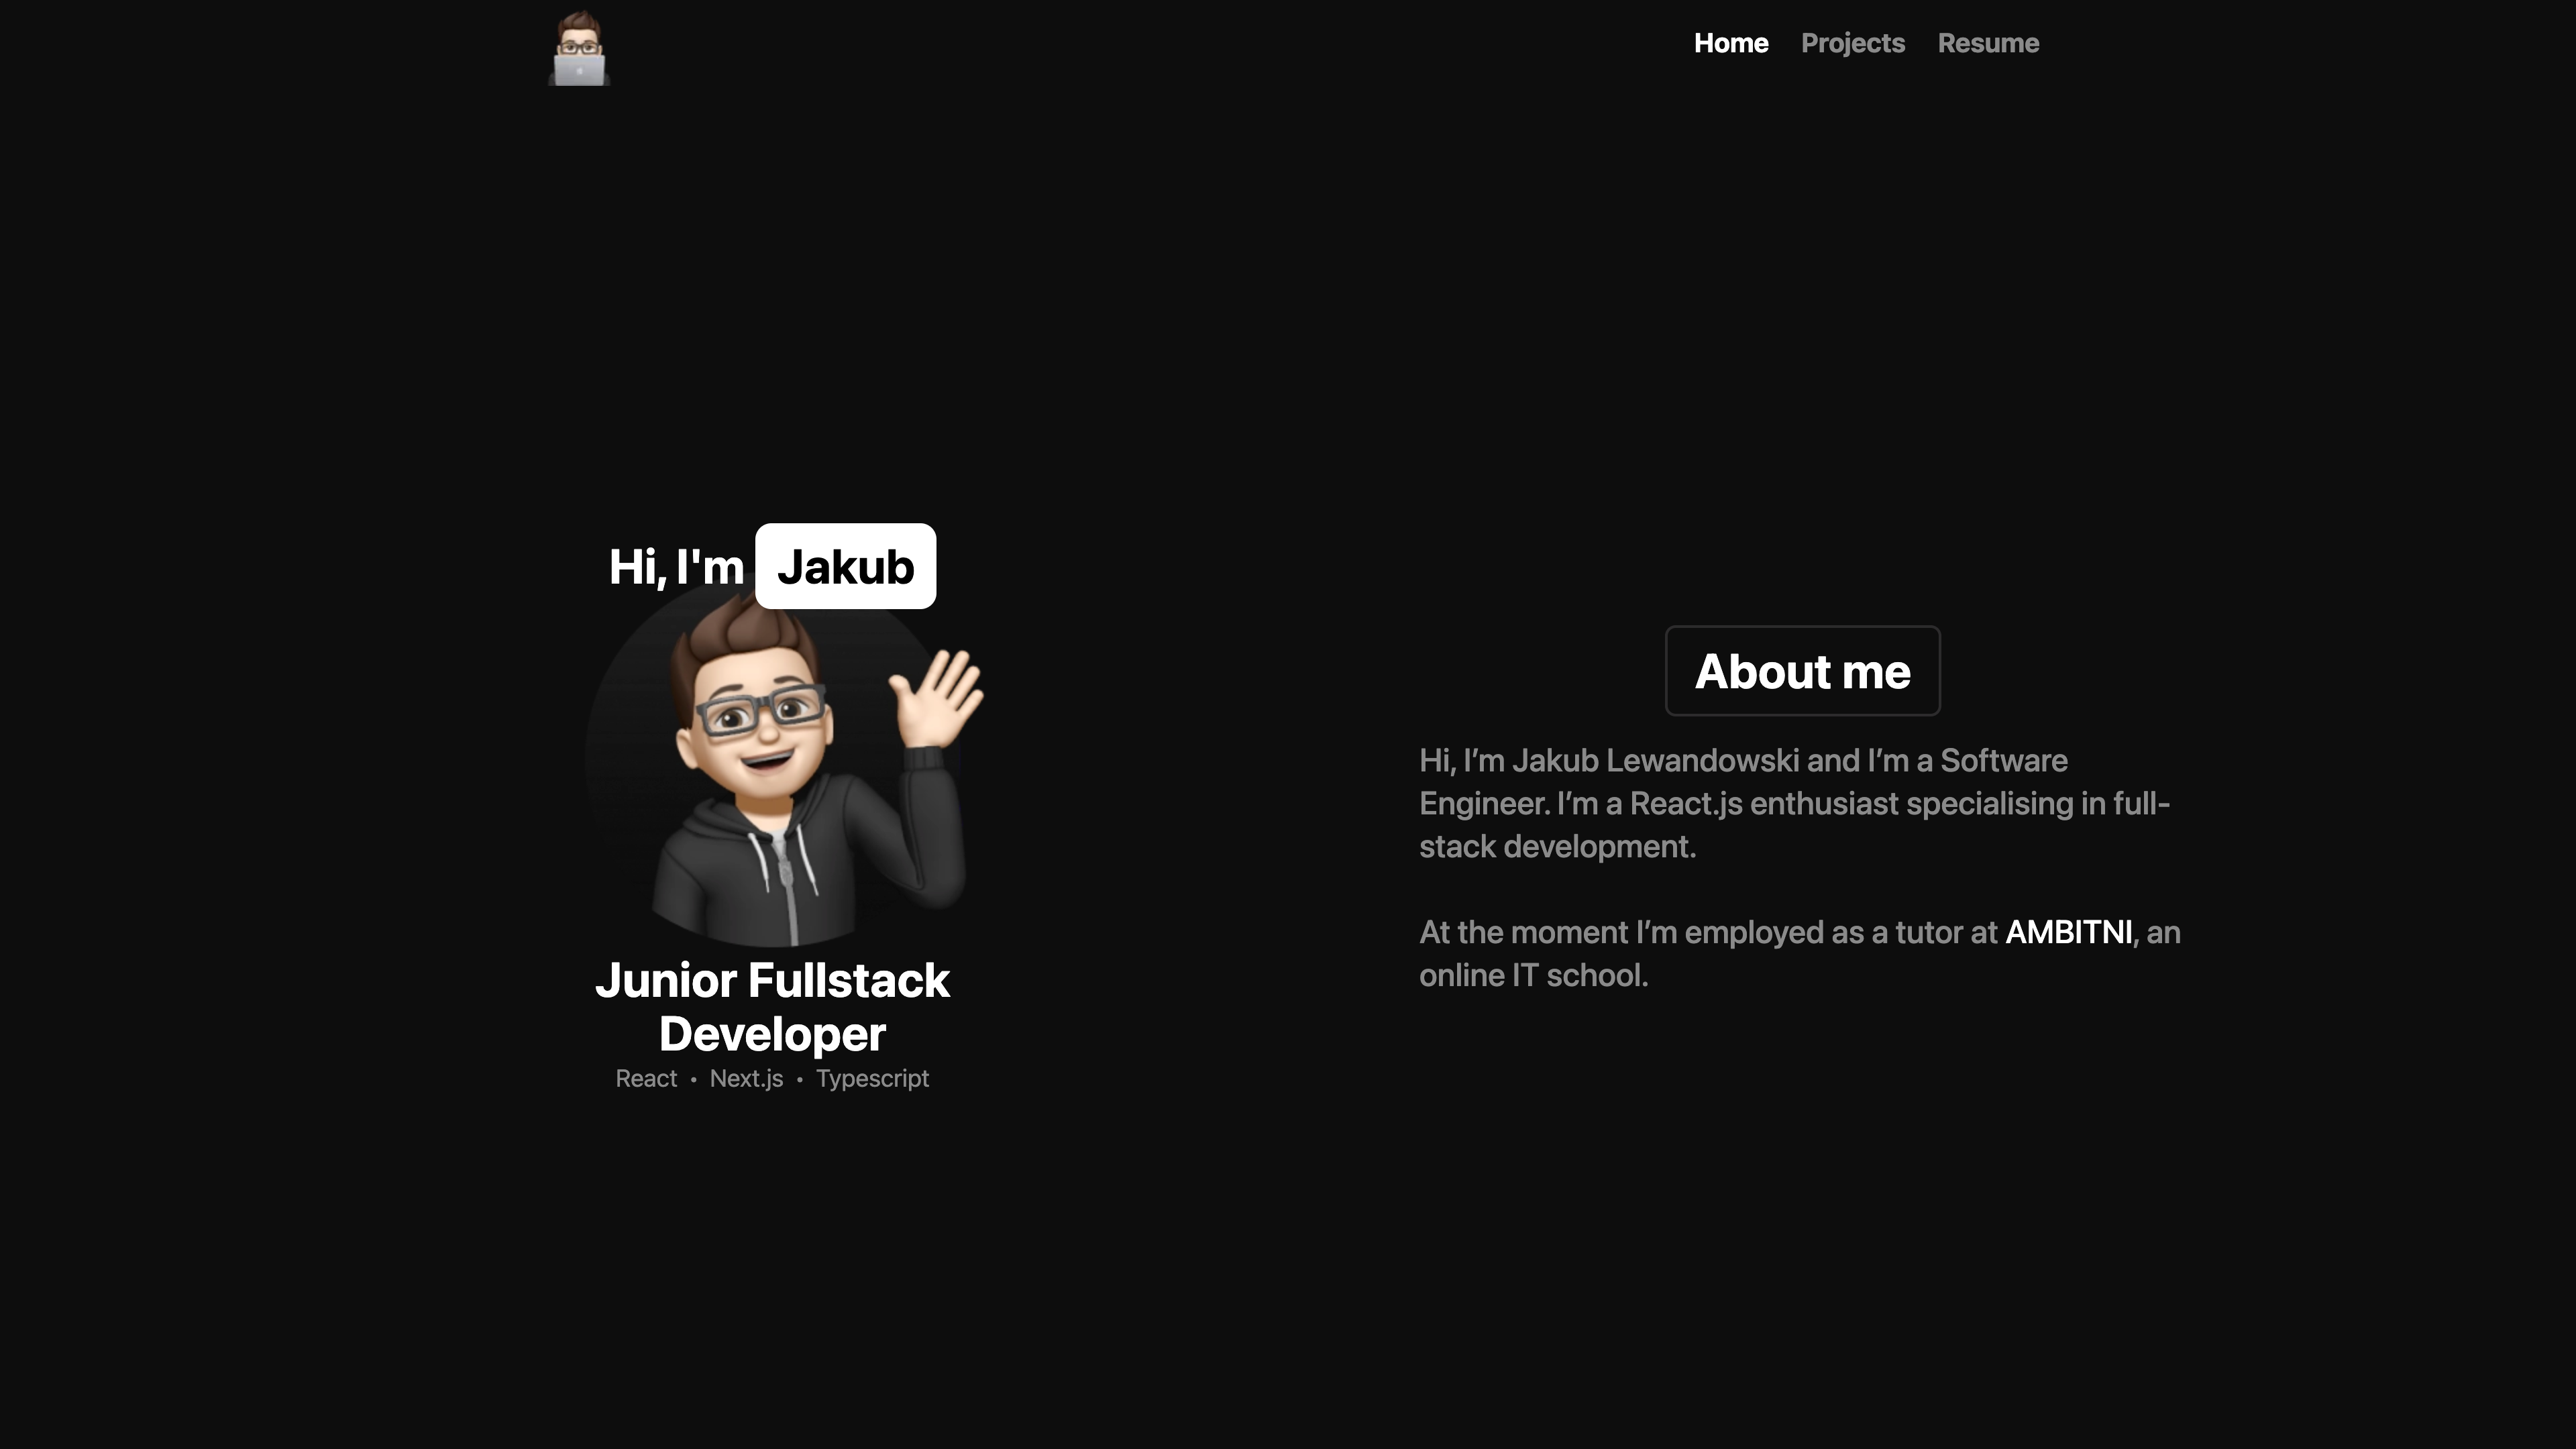 Home Projects Resume
Hi, I'm Jakub
Junior Fullstack
Developer
React • Next.js • Typescript
About me
Hi, I’m Jakub Lewandowski and I’m a Software
Engineer. I’m a React.js enthusiast specialising in full-
stack development.
At the moment I’m employed as a tutor at AMBITNI, an
online IT school.